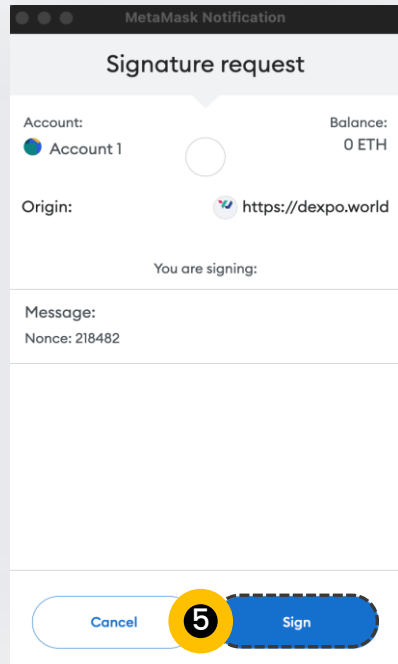 MetaMask Notification
Signature request
Account: Balance:
Account 1 0 ETH
Origin: https://dexpo.world
You are signing:
Message:
Nonce: 218482
Cancel 5 Sign